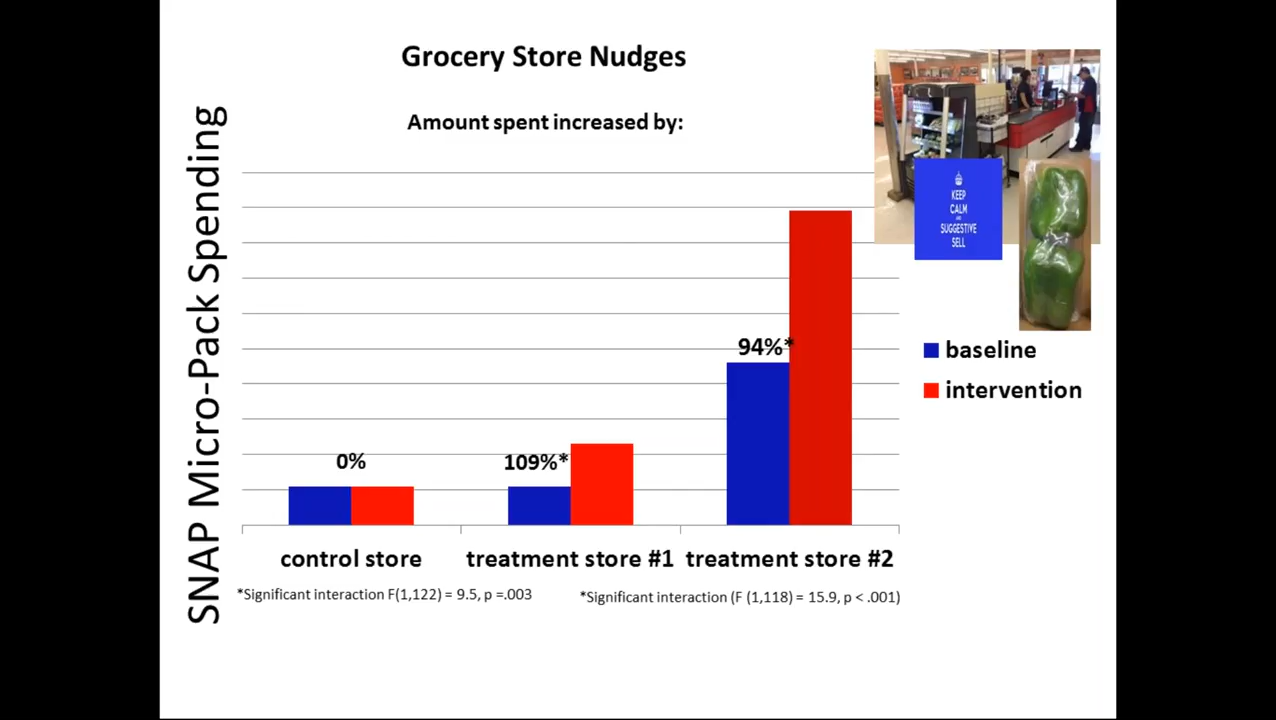 Grocery Store Nudges
Amount spent increased by:
SNAP Micro-Pack Spending
KEEP
CALM
AND
SUGGESTIVE
SELL
94%*
baseline
intervention
0%
109%*
control store
treatment store #1
treatment store #2
*Significant interaction F(1,122) = 9.5, p =.003
*Significant interaction (F (1,118) = 15.9, p < .001)